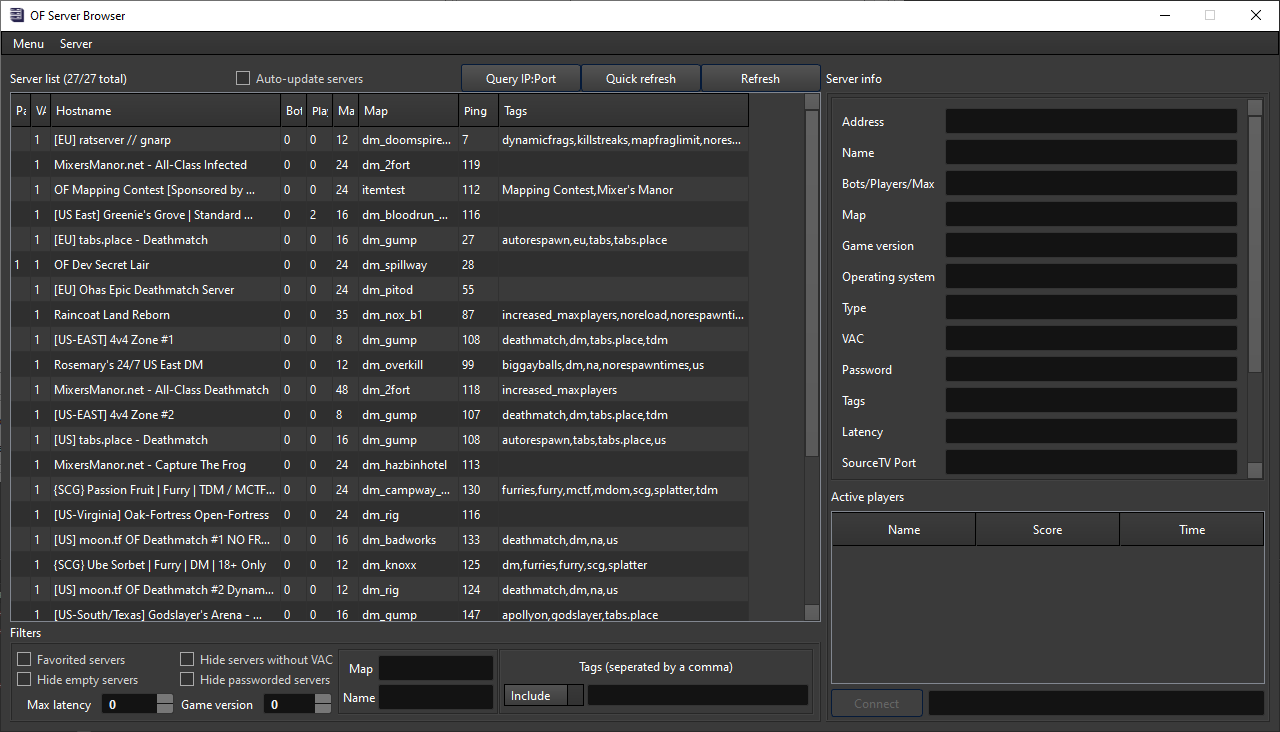 OF Server Browser
Menu Server
Server list (27/27 total) Auto-update servers Query IP:Port Quick refresh Refresh Server info
Pa VA Hostname Bot Play Ma Map Ping Tags
1 [EU] ratserver // gnarp 0 0 12 dm_doomspire... 7 dynamicfrags,killstreaks,mapfraglimit,nores...
1 MixersManor.net - All-Class Infected 0 0 24 dm_2fort 119
1 OF Mapping Contest [Sponsored by ... 0 0 24 itemtest 112 Mapping Contest,Mixer's Manor
1 [US East] Greenie's Grove | Standard ... 0 2 16 dm_bloodrun_... 116
1 [EU] tabs.place - Deathmatch 0 0 16 dm_gump 27 autorespawn,eu,tabs,tabs.place
1 1 OF Dev Secret Lair 0 0 24 dm_spillway 28
1 [EU] Ohas Epic Deathmatch Server 0 0 24 dm_pitod 55
1 Raincoat Land Reborn 0 0 35 dm_nox_b1 87 increased_maxplayers,noreload,norespawnti...
1 [US-EAST] 4v4 Zone #1 0 0 8 dm_gump 108 deathmatch,dm,tabs.place,tdm
1 Rosemary's 24/7 US East DM 0 0 12 dm_overkill 99 biggayballs,dm,na,norespawntimes,us
1 MixersManor.net - All-Class Deathmatch 0 0 48 dm_2fort 118 increased_maxplayers
1 [US-EAST] 4v4 Zone #2 0 0 8 dm_gump 107 deathmatch,dm,tabs.place,tdm
1 [US] tabs.place - Deathmatch 0 0 16 dm_gump 108 autorespawn,tabs,tabs.place,us
1 MixersManor.net - Capture The Frog 0 0 24 dm_hazbinhotel 113
1 {SCG} Passion Fruit | Furry | TDM / MCTF... 0 0 24 dm_campway_... 130 furries,furry,mctf,mdom,scg,splatter,tdm
1 [US-Virginia] Oak-Fortress Open-Fortress 0 0 24 dm_rig 116
1 [US] moon.tf OF Deathmatch #1 NO FR... 0 0 16 dm_badworks 133 deathmatch,dm,na,us
1 {SCG} Ube Sorbet | Furry | DM | 18+ Only 0 0 12 dm_knoxx 125 dm,furries,furry,scg,splatter
1 [US] moon.tf OF Deathmatch #2 Dynam... 0 0 12 dm_rig 124 deathmatch,dm,na,us
1 [US-South/Texas] Godslayer's Arena - ... 0 0 16 dm_gump 147 apollyon,godslayer,tabs.place
Address
Name
Bots/Players/Max
Map
Game version
Operating system
Type
VAC
Password
Tags
Latency
SourceTV Port
Active players
Name Score Time
Connect
Filters
Favorited servers Hide servers without VAC
Hide empty servers Hide passworded servers
Max latency 0 Game version 0
Map
Name
Tags (seperated by a comma)
Include